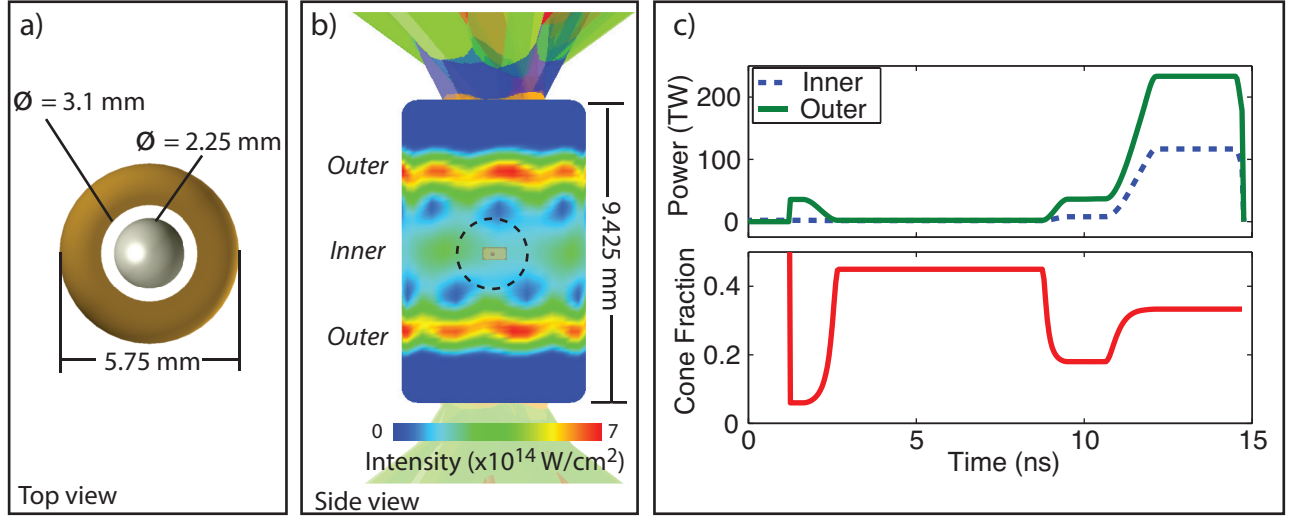 a)
Ø = 3.1 mm
Ø = 2.25 mm
5.75 mm
Top view
b)
Outer
Inner
Outer
9.425 mm
0 7
Intensity (x10¹⁴ W/cm²)
Side view
c)
Inner
Outer
Power (TW)
200
100
0
Cone Fraction
0.4
0.2
0
0 5 10 15
Time (ns)